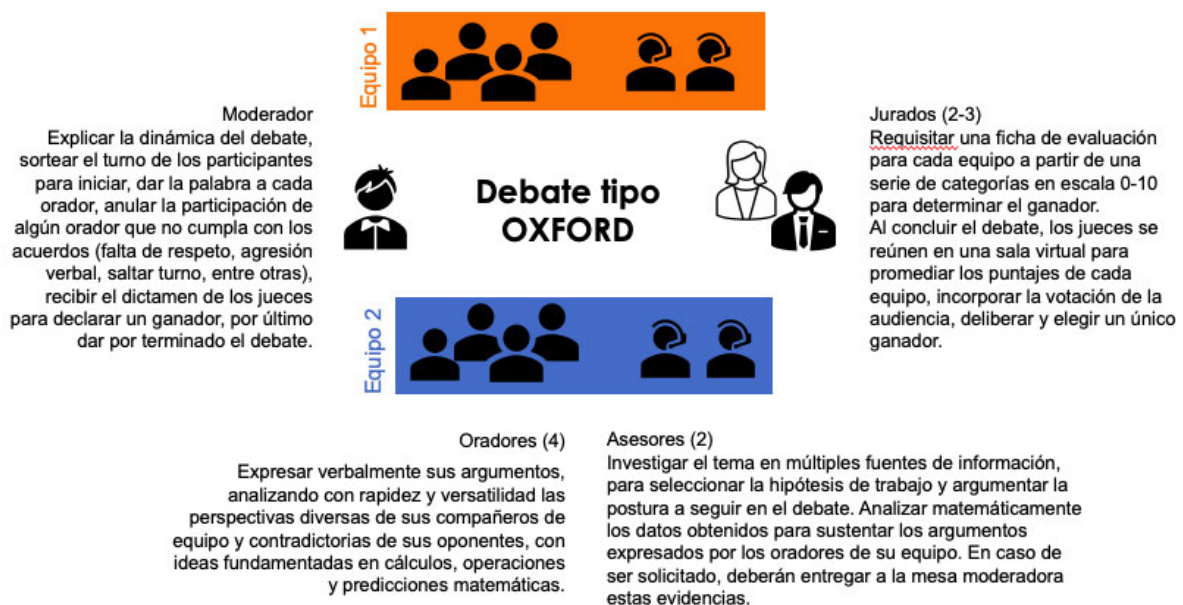 Equipo 1
Moderador
Explicar la dinámica del debate,
sortear el turno de los participantes
para iniciar, dar la palabra a cada
orador, anular la participación de
algún orador que no cumpla con los
acuerdos (falta de respeto, agresión
verbal, saltar turno, entre otras),
recibir el dictamen de los jueces
para declarar un ganador, por último
dar por terminado el debate.
Debate tipo
OXFORD
Jurados (2-3)
Requisitar una ficha de evaluación
para cada equipo a partir de una
serie de categorías en escala 0-10
para determinar el ganador.
Al concluir el debate, los jueces se
reúnen en una sala virtual para
promediar los puntajes de cada
equipo, incorporar la votación de la
audiencia, deliberar y elegir un único
ganador.
Equipo 2
Oradores (4)
Expresar verbalmente sus argumentos,
analizando con rapidez y versatilidad las
perspectivas diversas de sus compañeros de
equipo y contradictorias de sus oponentes, con
ideas fundamentadas en cálculos, operaciones
y predicciones matemáticas.
Asesores (2)
Investigar el tema en múltiples fuentes de información,
para seleccionar la hipótesis de trabajo y argumentar la
postura a seguir en el debate. Analizar matemáticamente
los datos obtenidos para sustentar los argumentos
expresados por los oradores de su equipo. En caso de
ser solicitado, deberán entregar a la mesa moderadora
estas evidencias.